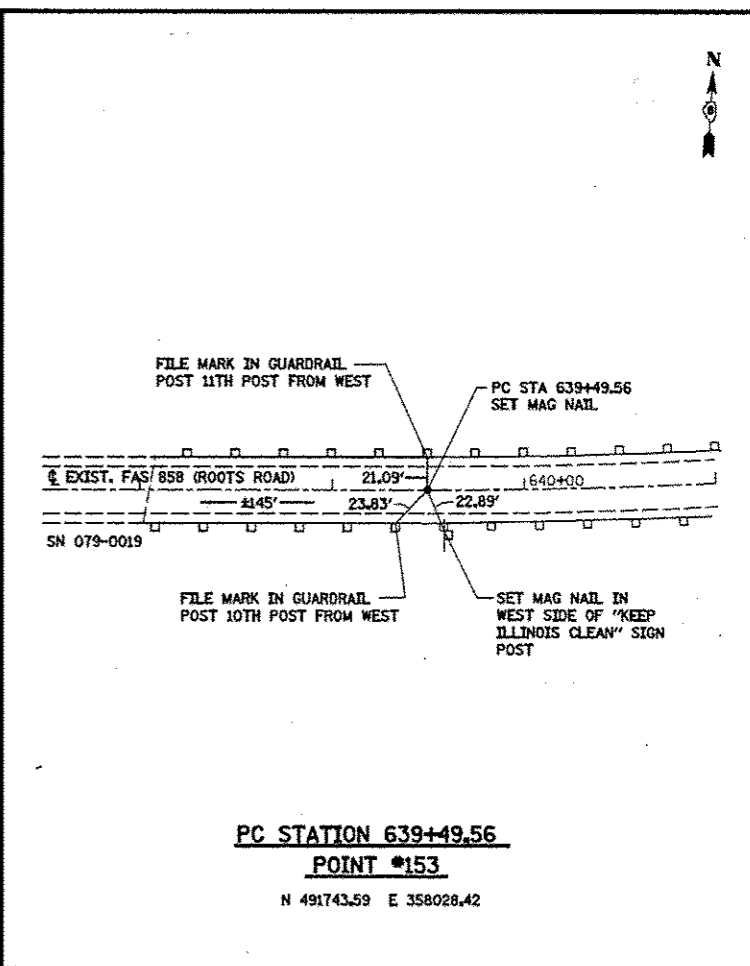 N
FILE MARK IN GUARDRAIL
POST 11TH POST FROM WEST
PC STA 639+49.56
SET MAG NAIL
℄ EXIST. FAS 858 (ROOTS ROAD)
21.09'
640+00
±145'
23.83'
22.89'
SN 079-0019
FILE MARK IN GUARDRAIL
POST 10TH POST FROM WEST
SET MAG NAIL IN
WEST SIDE OF "KEEP
ILLINOIS CLEAN" SIGN
POST
PC STATION 639+49.56
POINT #153
N 491743.59 E 358028.42